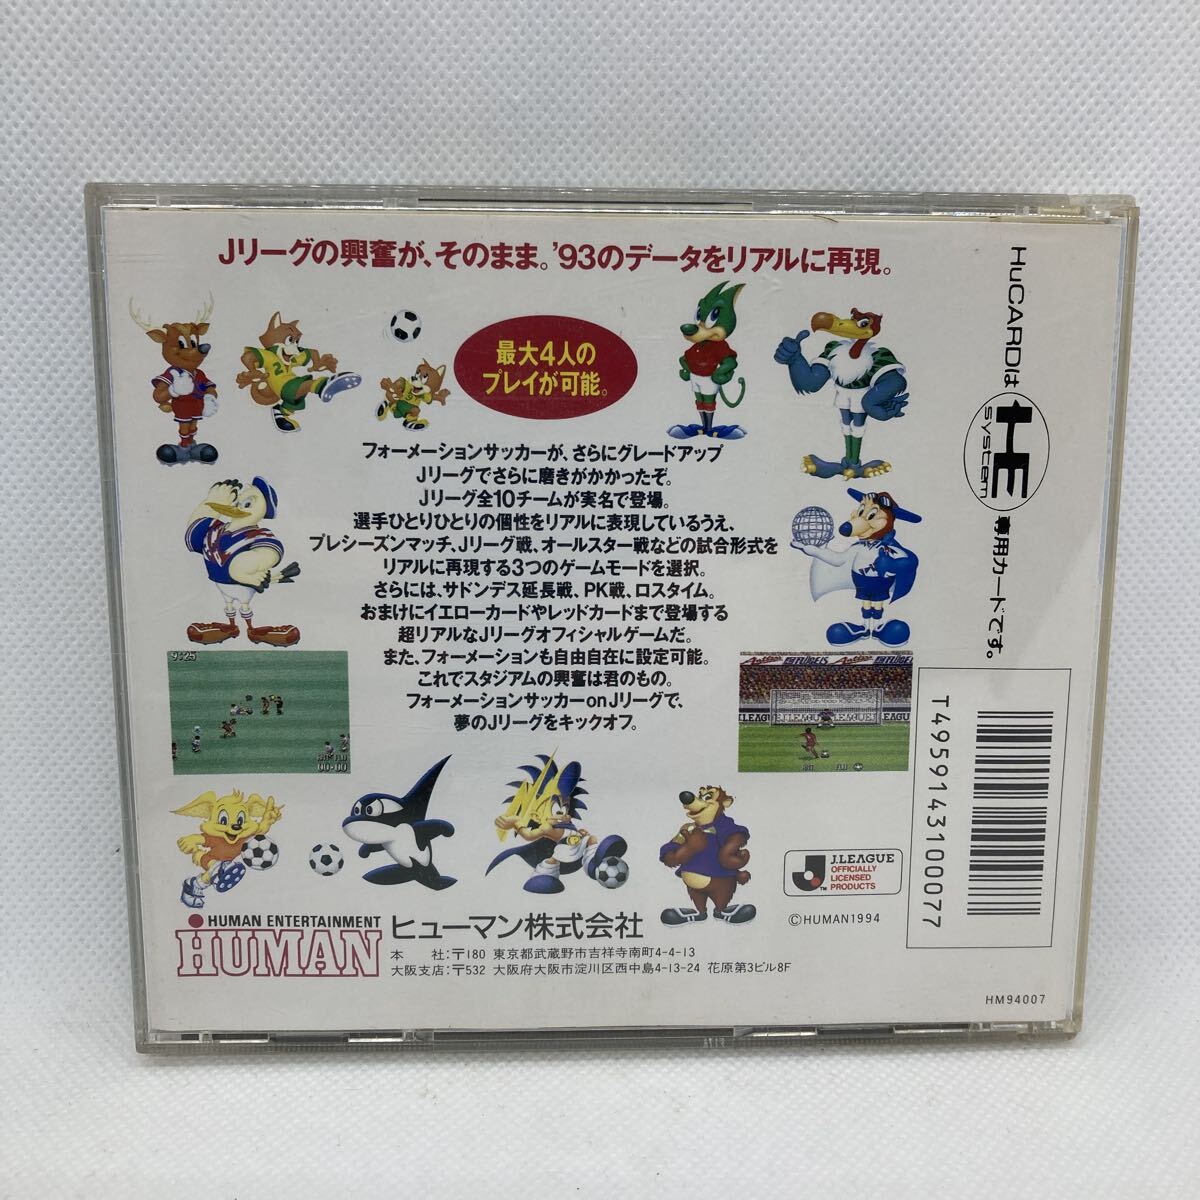 Jリーグの興奮が、そのまま。'93のデータをリアルに再現。
最大4人の
プレイが可能。
フォーメーションサッカーが、さらにグレードアップ
Jリーグでさらに磨きがかかったぞ。
Jリーグ全10チームが実名で登場。
選手ひとりひとりの個性をリアルに表現しているうえ、
プレシーズンマッチ、Jリーグ戦、オールスター戦などの試合形式を
リアルに再現する3つのゲームモードを選択。
さらには、サドンデス延長戦、PK戦、ロスタイム。
おまけにイエローカードやレッドカードまで登場する
超リアルなJリーグオフィシャルゲームだ。
また、フォーメーションも自由自在に設定可能。
これでスタジアムの興奮は君のもの。
フォーメーションサッカーonJリーグで、
夢のJリーグをキックオフ。
HuCARDは
HE
system
専用カードです。
T4959143100077
J.LEAGUE
OFFICIALLY
LICENSED
PRODUCTS
©HUMAN1994
HUMAN ENTERTAINMENT
HUMAN
ヒューマン株式会社
本 社:〒180 東京都武蔵野市吉祥寺南町4-4-13
大阪支店:〒532 大阪府大阪市淀川区西中島4-13-24 花原第3ビル8F
HM94007
9:25
00-00
J.LEAGUE